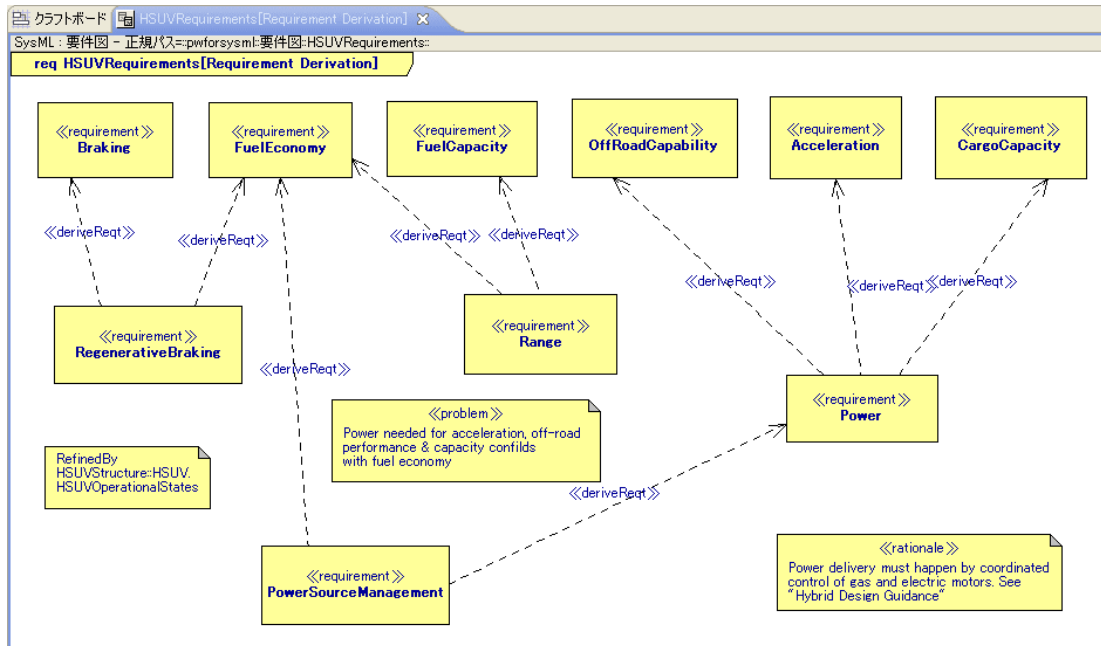 クラフトボード HSUVRequirements[Requirement Derivation]
SysML : 要件図 - 正規パス=::pwforsysml::要件図::HSUVRequirements::
req HSUVRequirements[Requirement Derivation]
≪requirement≫
Braking
≪requirement≫
FuelEconomy
≪requirement≫
FuelCapacity
≪requirement≫
OffRoadCapability
≪requirement≫
Acceleration
≪requirement≫
CargoCapacity
≪deriveReqt≫
≪deriveReqt≫
≪deriveReqt≫
≪deriveReqt≫
≪deriveReqt≫
≪deriveReqt≫
≪deriveReqt≫
≪requirement≫
RegenerativeBraking
≪requirement≫
Range
≪deriveReqt≫
≪requirement≫
Power
≪problem≫
Power needed for acceleration, off-road
performance & capacity confilds
with fuel economy
RefinedBy
HSUVStructure::HSUV.
HSUVOperationalStates
≪deriveReqt≫
≪requirement≫
PowerSourceManagement
≪rationale≫
Power delivery must happen by coordinated
control of gas and electric motors. See
"Hybrid Design Guidance"